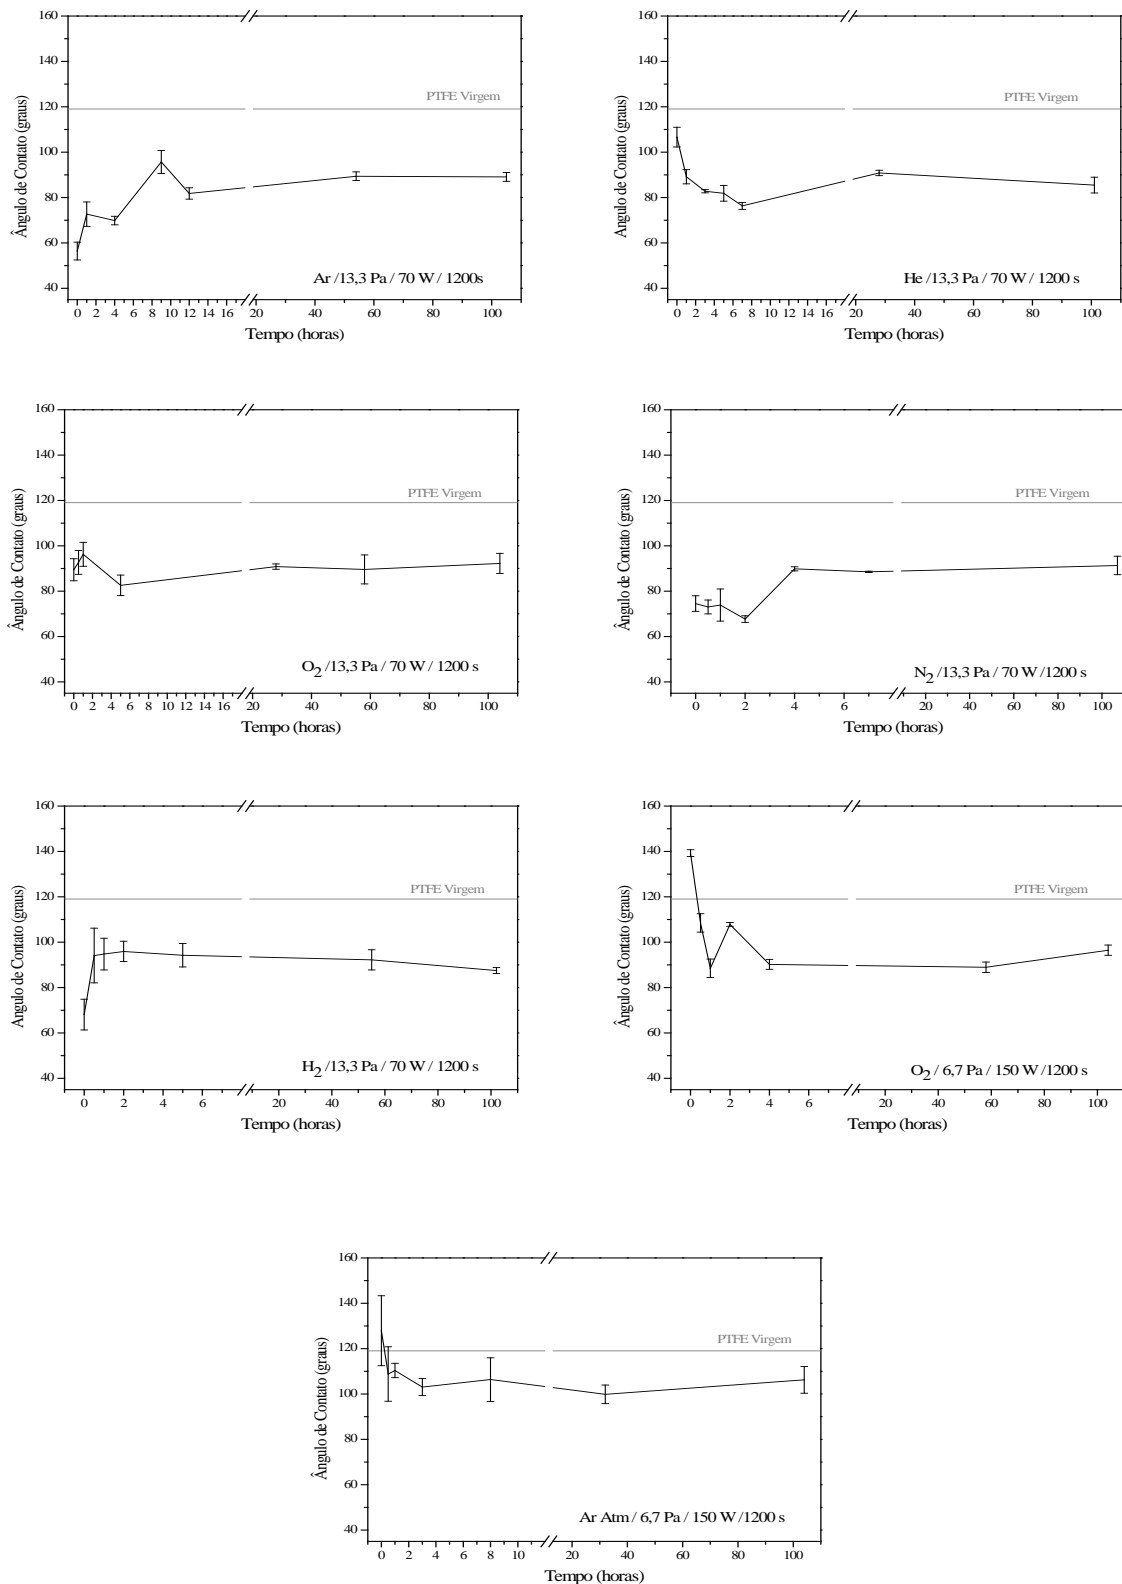 160
140
120
100
80
60
40
Ângulo de Contato (graus)
PTFE Virgem
Ar /13,3 Pa / 70 W / 1200s
0 2 4 6 8 10 12 14 16 20 40 60 80 100
Tempo (horas)
160
140
120
100
80
60
40
Ângulo de Contato (graus)
PTFE Virgem
He /13,3 Pa / 70 W / 1200 s
0 2 4 6 8 10 12 14 16 20 40 60 80 100
Tempo (horas)
160
140
120
100
80
60
40
Ângulo de Contato (graus)
PTFE Virgem
O2 /13,3 Pa / 70 W / 1200 s
0 2 4 6 8 10 12 14 16 20 40 60 80 100
Tempo (horas)
160
140
120
100
80
60
40
Ângulo de Contato (graus)
PTFE Virgem
N2 /13,3 Pa / 70 W /1200 s
0 2 4 6 10 20 30 40 50 60 70 80 90 100
Tempo (horas)
160
140
120
100
80
60
40
Angulo de Contato (graus)
PTFE Virgem
H2 /13,3 Pa / 70 W / 1200 s
0 2 4 6 20 40 60 80 100
Tempo (horas)
160
140
120
100
80
60
40
Ângulo de Contato (graus)
PTFE Virgem
O2 / 6,7 Pa / 150 W /1200 s
0 2 4 6 20 40 60 80 100
Tempo (horas)
160
140
120
100
80
60
40
Ângulo de Contato (graus)
PTFE Virgem
Ar Atm / 6,7 Pa / 150 W /1200 s
0 2 4 6 8 10 20 40 60 80 100
Tempo (horas)